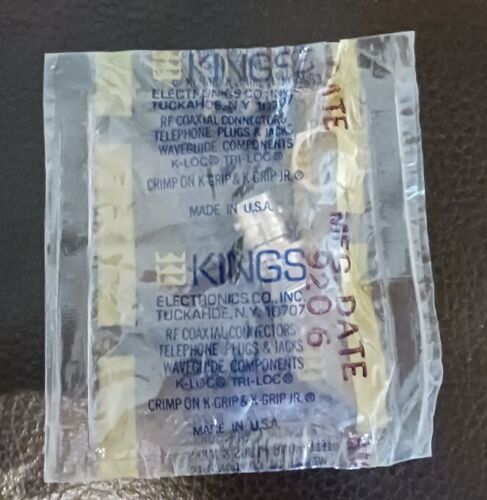 KINGS
ELECTRONICS CO., INC.
TUCKAHOE, N.Y. 10707
RF COAXIAL CONNECTORS
TELEPHONE PLUGS & JACKS
WAVEGUIDE COMPONENTS
K-LOC® TRI-LOC®
CRIMP ON K-GRIP & K-GRIP JR.®
MADE IN U.S.A.
KINGS
ELECTRONICS CO., INC.
TUCKAHOE, N.Y. 10707
RF COAXIAL CONNECTORS
TELEPHONE PLUGS & JACKS
WAVEGUIDE COMPONENTS
K-LOC® TRI-LOC®
CRIMP ON K-GRIP & K-GRIP JR.®
MADE IN U.S.A.
DATE
MFG DATE
9206